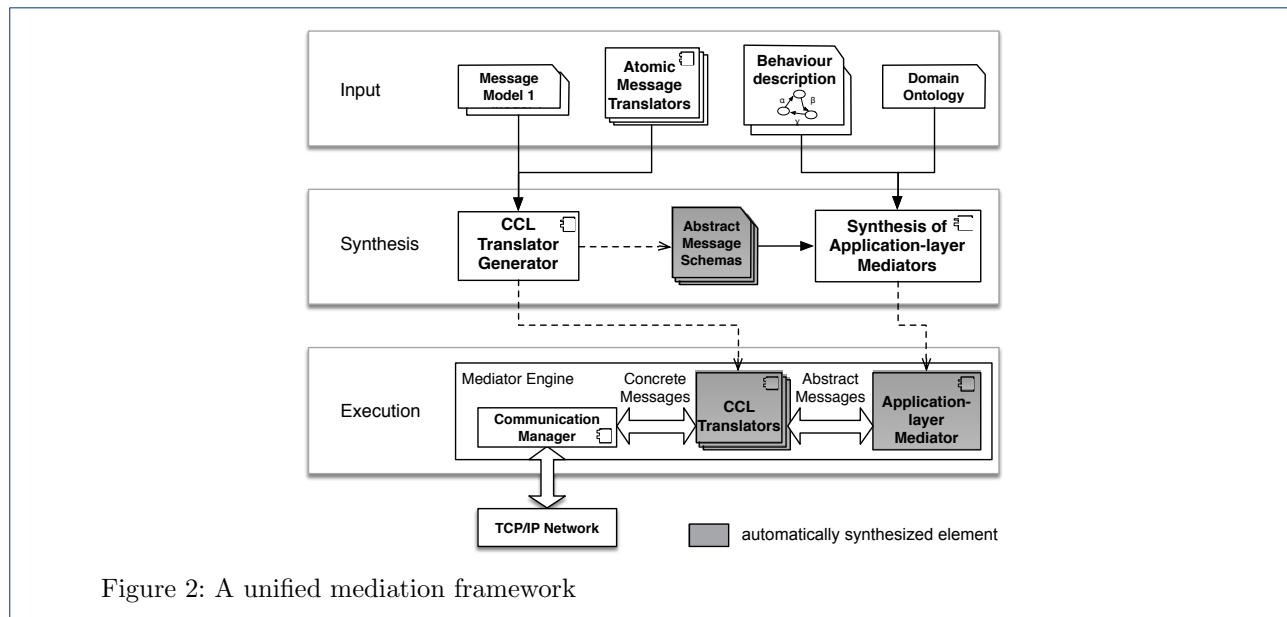 Input
Message
Model 1
Atomic
Message
Translators
Behaviour
description
α
β
γ
Domain
Ontology
Synthesis
CCL
Translator
Generator
Abstract
Message
Schemas
Synthesis of
Application-layer
Mediators
Execution
Mediator Engine
Concrete
Messages
Abstract
Messages
Communication
Manager
CCL
Translators
Application-
layer
Mediator
TCP/IP Network
automatically synthesized element
Figure 2: A unified mediation framework